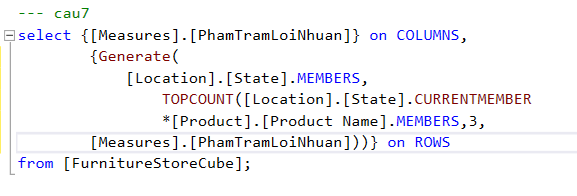 --- cau7
select {[Measures].[PhamTramLoiNhuan]} on COLUMNS,
{Generate(
[Location].[State].MEMBERS,
TOPCOUNT([Location].[State].CURRENTMEMBER
*[Product].[Product Name].MEMBERS,3,
[Measures].[PhamTramLoiNhuan]))} on ROWS
from [FurnitureStoreCube];